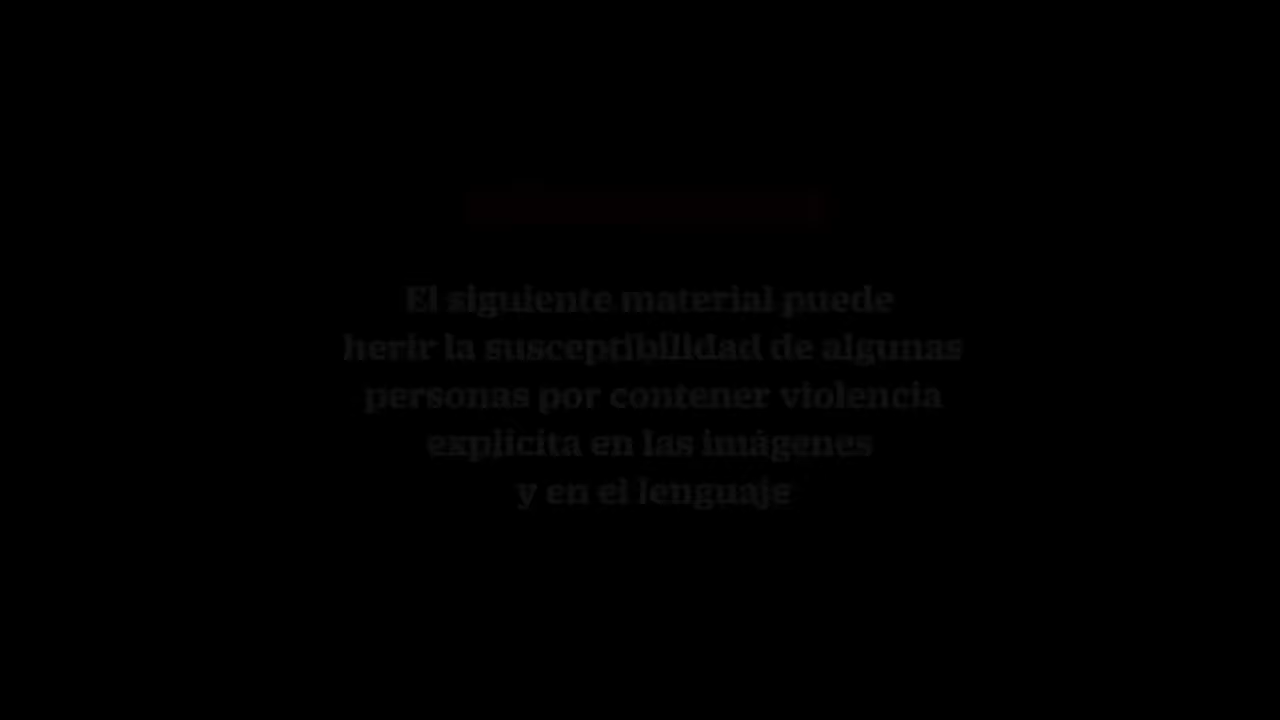 El siguiente material puede
herir la susceptibilidad de algunas
personas por contener violencia
explícita en las imágenes
y en el lenguaje